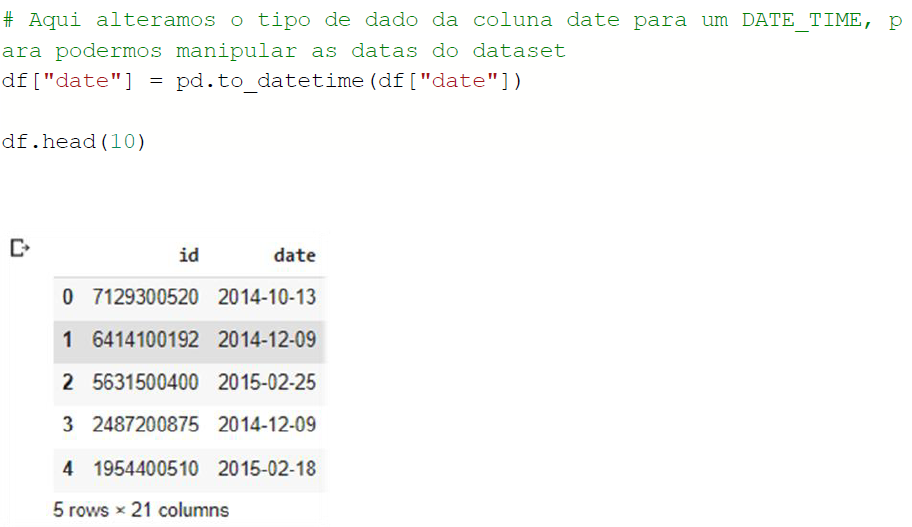 # Aqui alteramos o tipo de dado da coluna date para um DATE_TIME, p
ara podermos manipular as datas do dataset
df["date"] = pd.to_datetime(df["date"])
df.head(10)
id date
0 7129300520 2014-10-13
1 6414100192 2014-12-09
2 5631500400 2015-02-25
3 2487200875 2014-12-09
4 1954400510 2015-02-18
5 rows × 21 columns